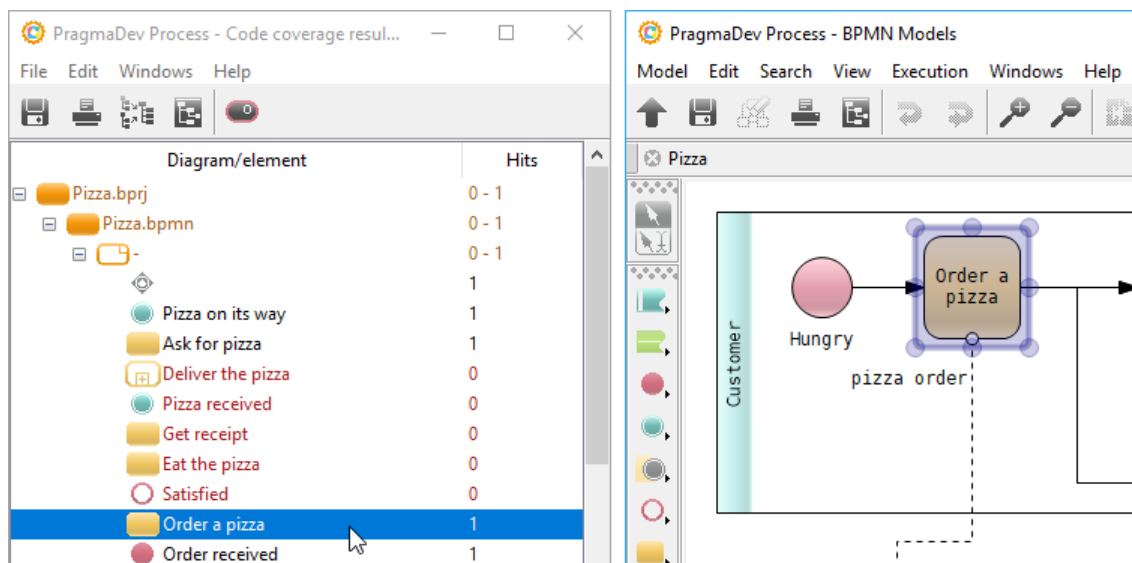 PragmaDev Process - Code coverage resul...
File Edit Windows Help
Diagram/element Hits
Pizza.bprj 0 - 1
Pizza.bpmn 0 - 1
- 0 - 1
1
Pizza on its way 1
Ask for pizza 1
Deliver the pizza 0
Pizza received 0
Get receipt 0
Eat the pizza 0
Satisfied 0
Order a pizza 1
Order received 1
PragmaDev Process - BPMN Models
Model Edit Search View Execution Windows Help
Pizza
Customer
Hungry
Order a
pizza
pizza order